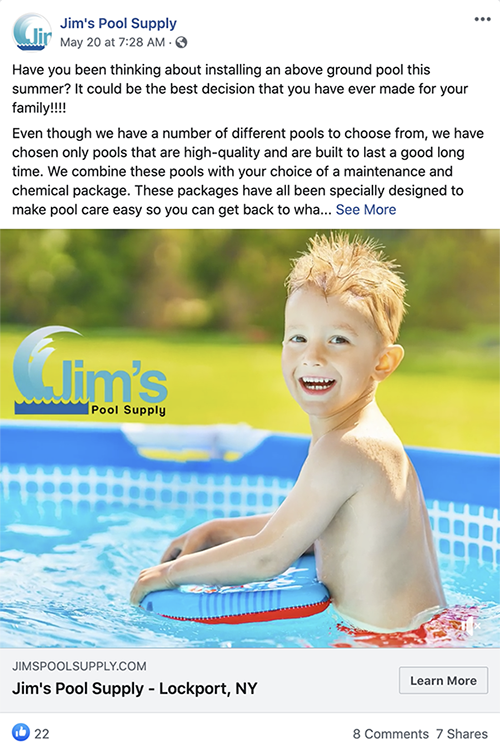 Jim's Pool Supply
Jim
May 20 at 7:28 AM ·
Have you been thinking about installing an above ground pool this
summer? It could be the best decision that you have ever made for your
family!!!!
Even though we have a number of different pools to choose from, we have
chosen only pools that are high-quality and are built to last a good long
time. We combine these pools with your choice of a maintenance and
chemical package. These packages have all been specially designed to
make pool care easy so you can get back to wha... See More
Jim's
Pool Supply
JIMSPOOLSUPPLY.COM
Jim's Pool Supply - Lockport, NY
Learn More
22
8 Comments 7 Shares